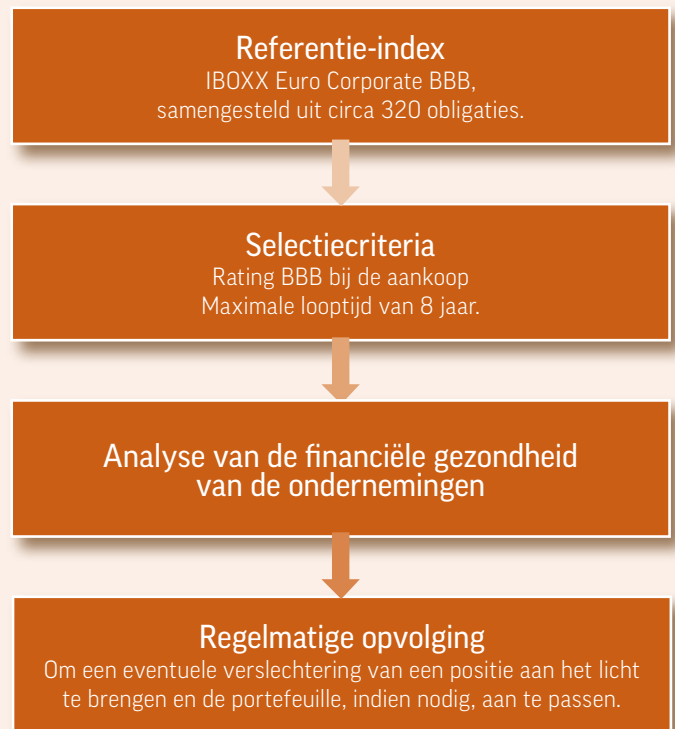 Referentie-index
IBOXX Euro Corporate BBB,
samengesteld uit circa 320 obligaties.
Selectiecriteria
Rating BBB bij de aankoop
Maximale looptijd van 8 jaar.
Analyse van de financiële gezondheid
van de ondernemingen
Regelmatige opvolging
Om een eventuele verslechtering van een positie aan het licht
te brengen en de portefeuille, indien nodig, aan te passen.